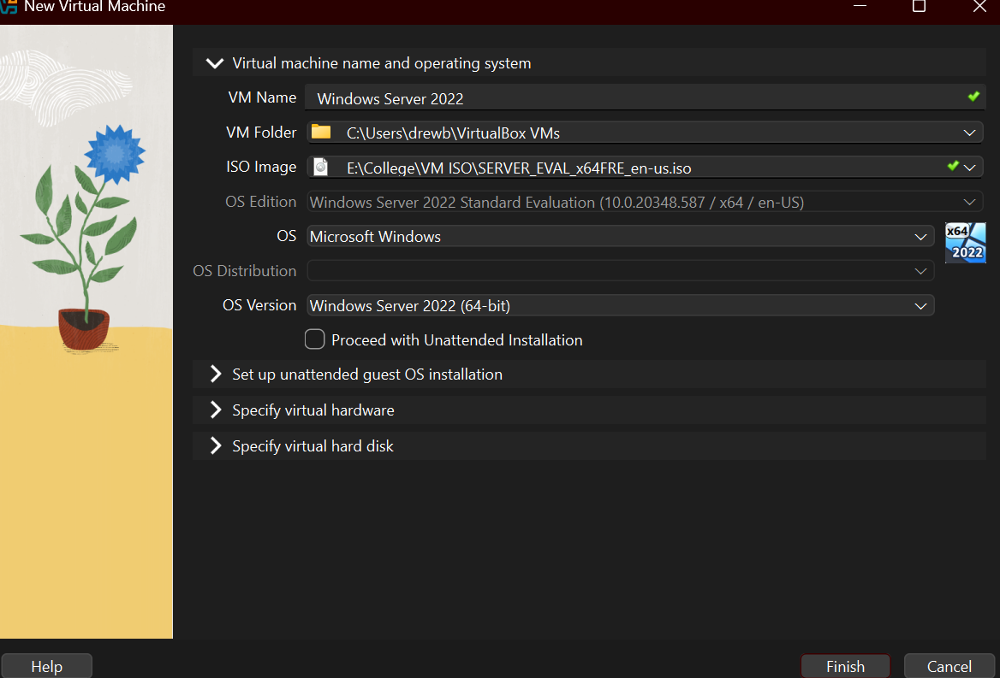 New Virtual Machine
Virtual machine name and operating system
VM Name Windows Server 2022
VM Folder C:\Users\drewb\VirtualBox VMs
ISO Image E:\College\VM ISO\SERVER_EVAL_x64FRE_en-us.iso
OS Edition Windows Server 2022 Standard Evaluation (10.0.20348.587 / x64 / en-US)
OS Microsoft Windows
x64
2022
OS Distribution
OS Version Windows Server 2022 (64-bit)
Proceed with Unattended Installation
Set up unattended guest OS installation
Specify virtual hardware
Specify virtual hard disk
Help Finish Cancel